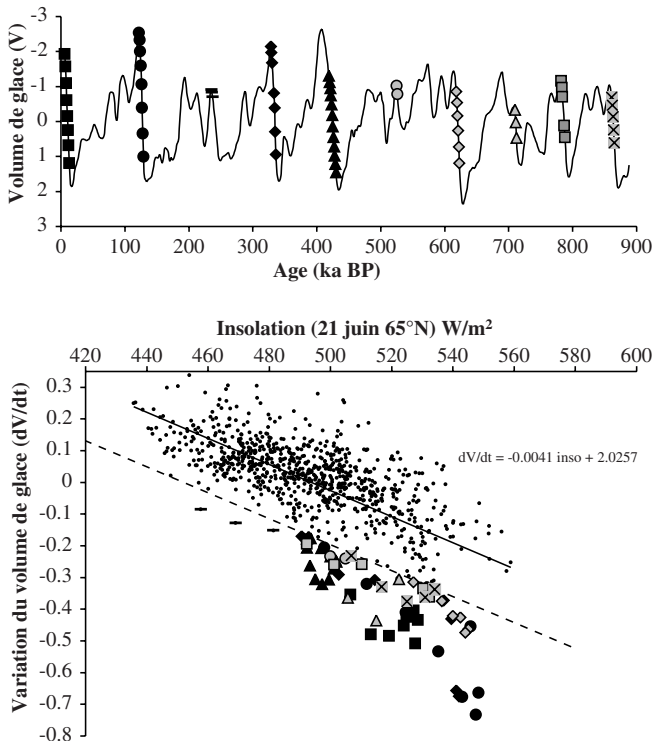 -3
-2
-1
0
1
2
3
Volume de glace (V)
0 100 200 300 400 500 600 700 800 900
Age (ka BP)
Insolation (21 juin 65°N) W/m²
420 440 460 480 500 520 540 560 580 600
0.3
0.2
0.1
0
-0.1
-0.2
-0.3
-0.4
-0.5
-0.6
-0.7
-0.8
Variation du volume de glace (dV/dt)
dV/dt = -0.0041 inso + 2.0257